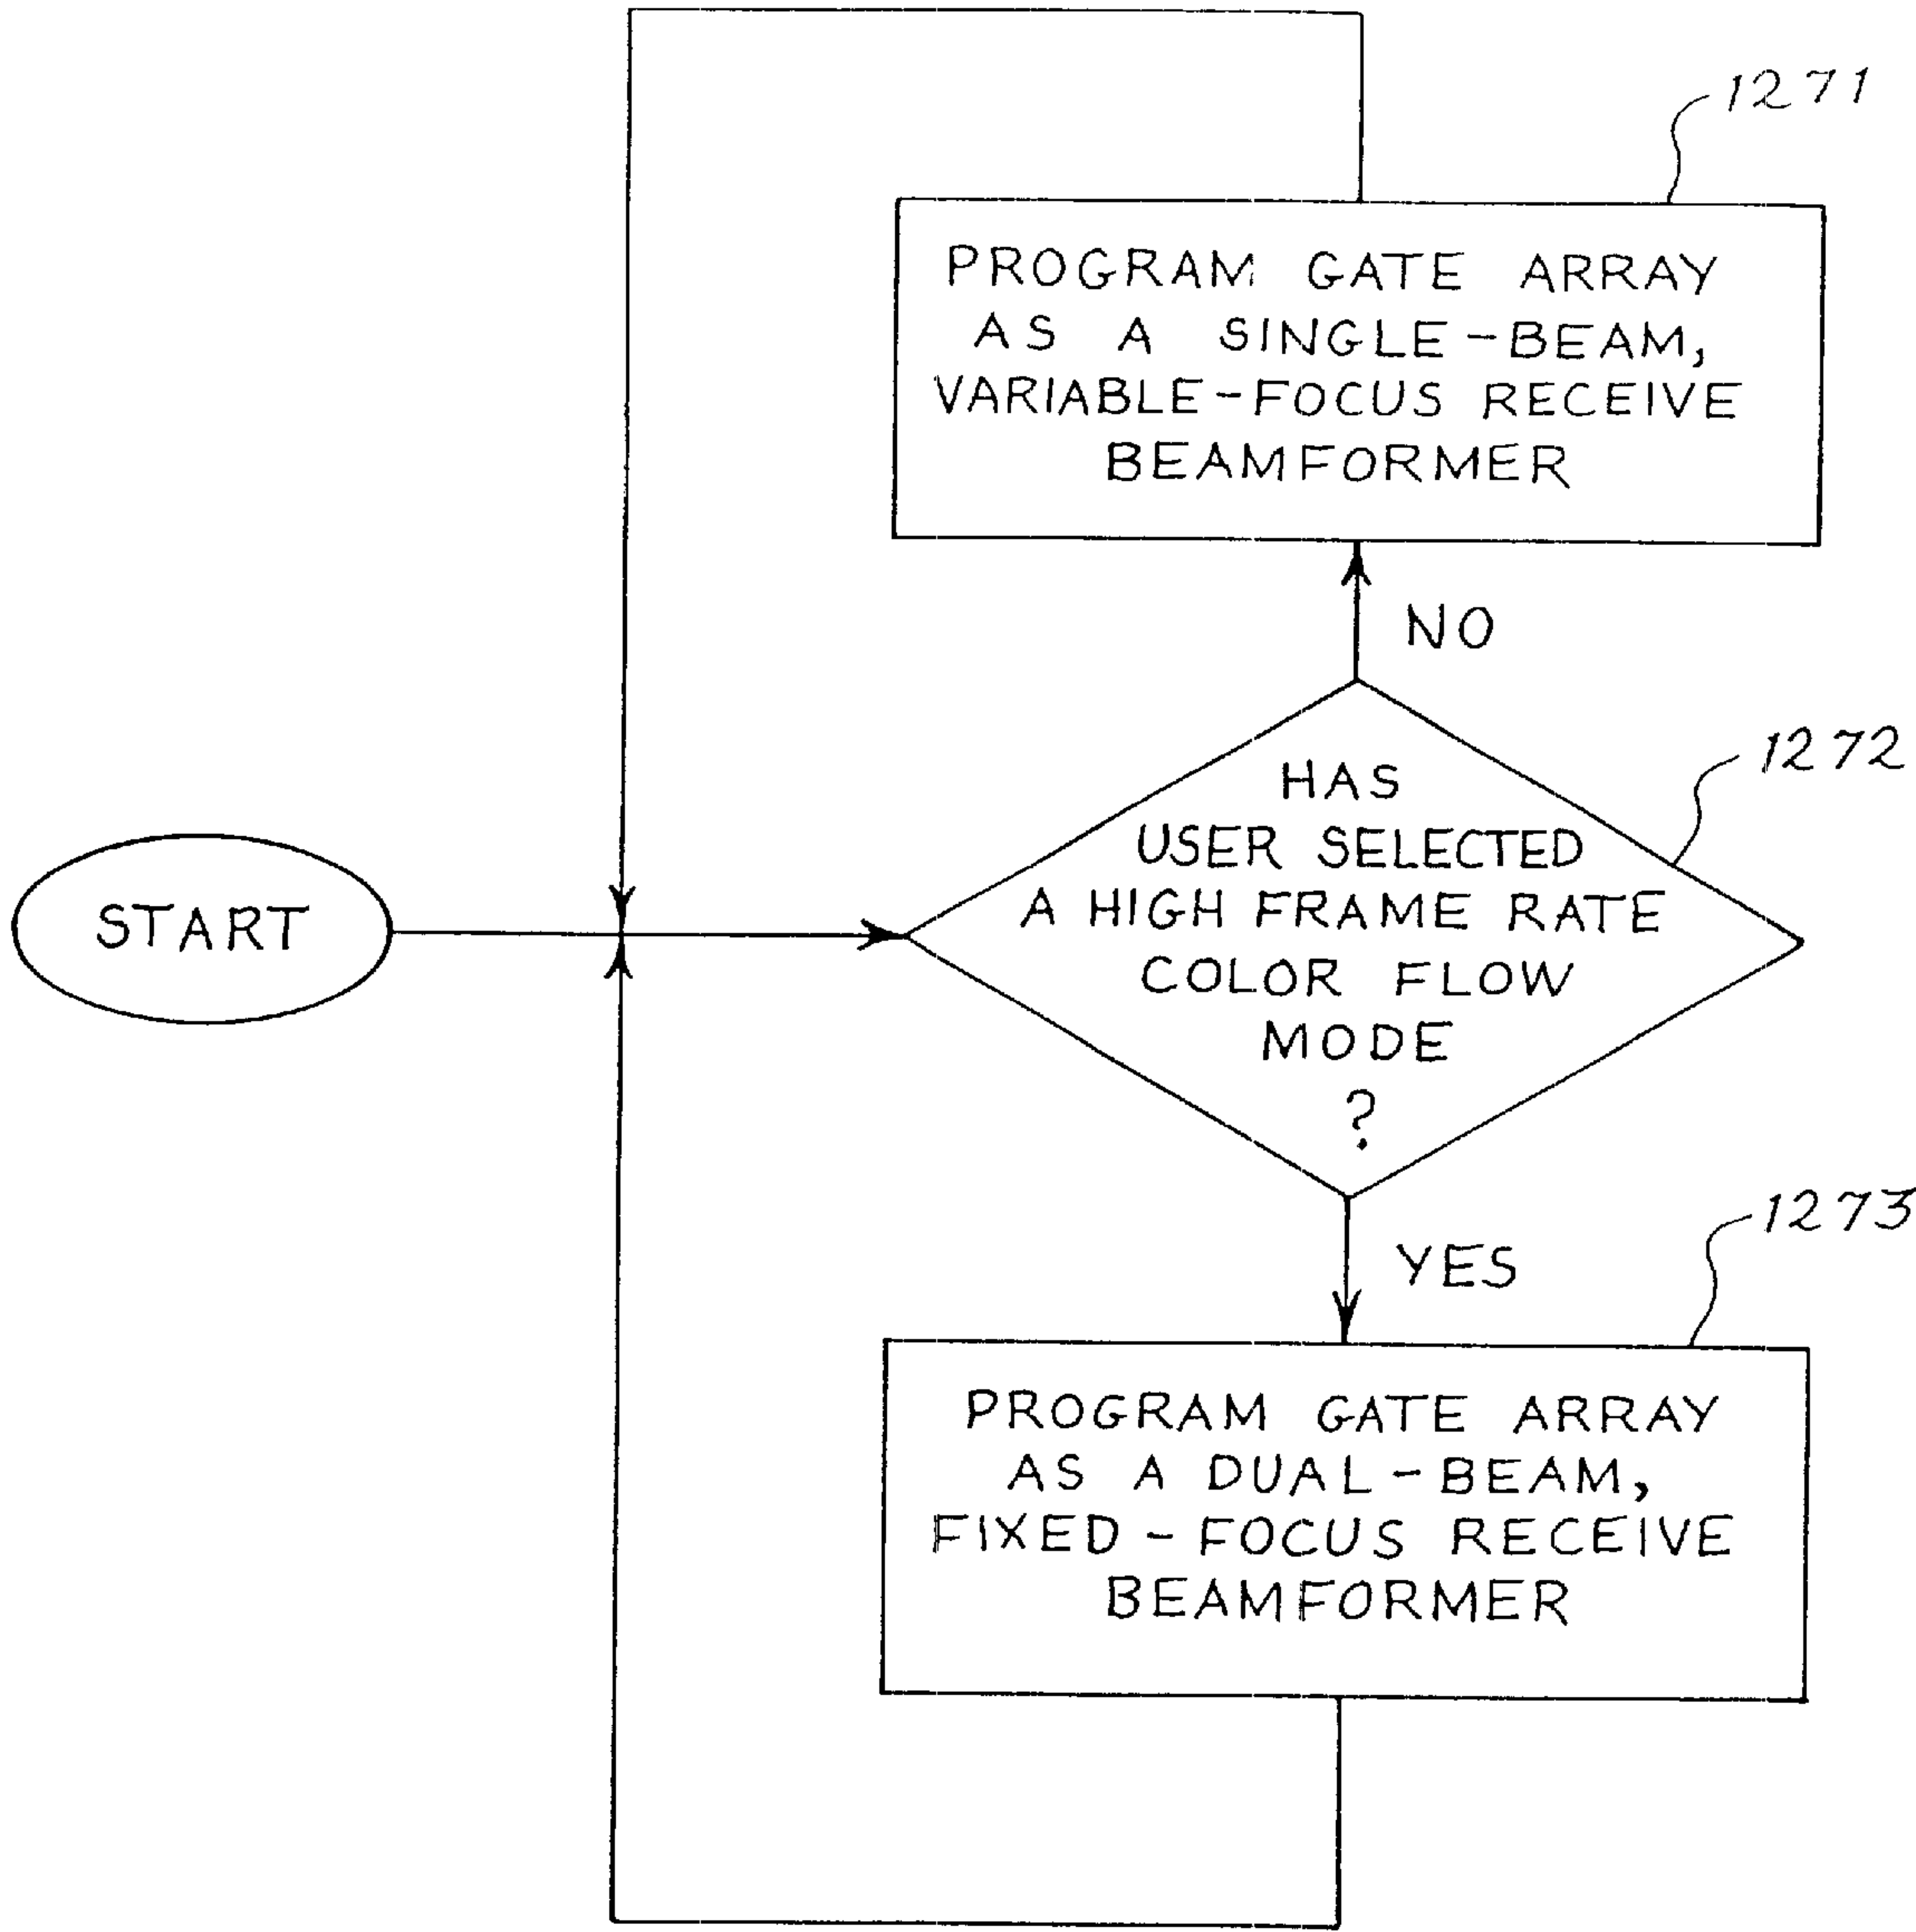 1271
PROGRAM GATE ARRAY
AS A SINGLE-BEAM,
VARIABLE-FOCUS RECEIVE
BEAMFORMER
NO
1272
HAS
USER SELECTED
A HIGH FRAME RATE
COLOR FLOW
MODE
?
START
YES
1273
PROGRAM GATE ARRAY
AS A DUAL-BEAM,
FIXED-FOCUS RECEIVE
BEAMFORMER